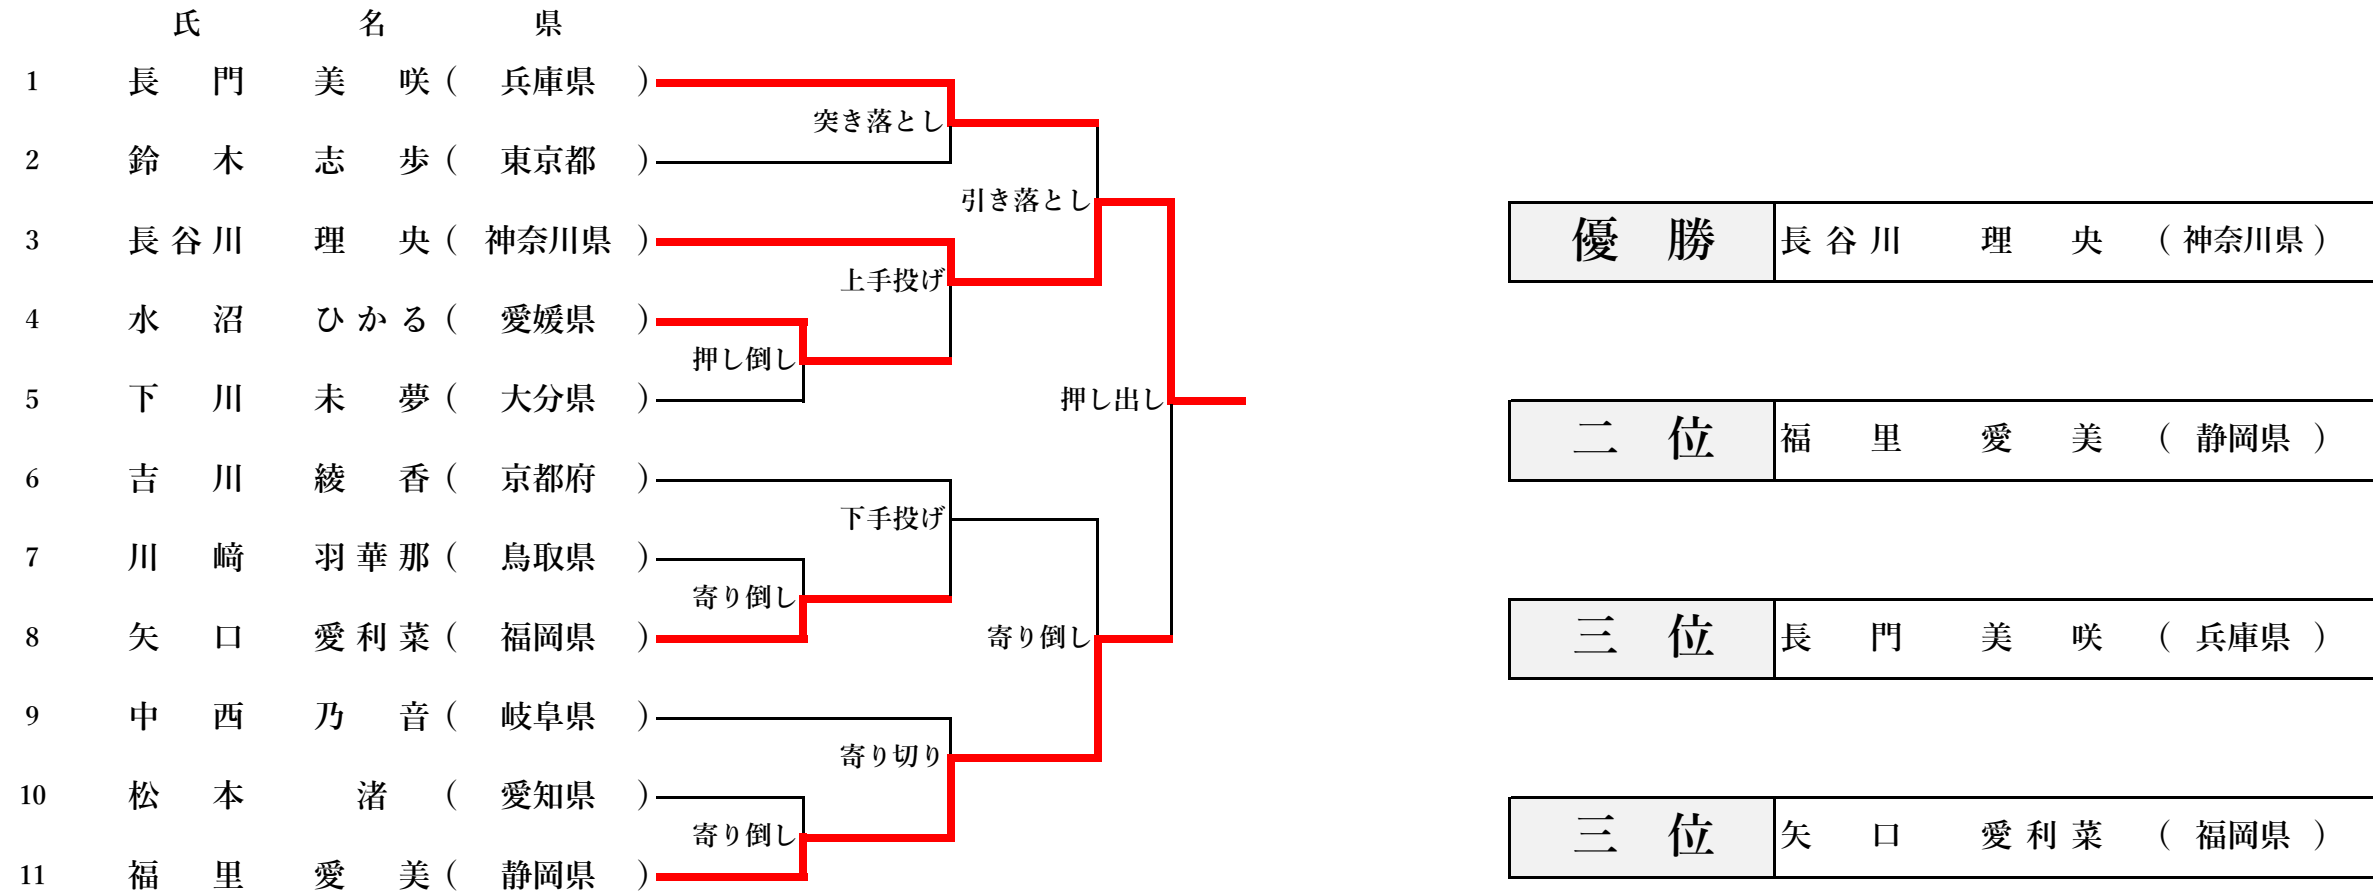 氏 名 県
1 長門 美咲 ( 兵庫県 )
突き落とし
2 鈴木 志歩 ( 東京都 )
引き落とし
3 長谷川 理央 ( 神奈川県 )
上手投げ
4 水沼 ひかる ( 愛媛県 )
押し倒し
5 下川 未夢 ( 大分県 )
押し出し
6 吉川 綾香 ( 京都府 )
下手投げ
7 川﨑 羽華那 ( 鳥取県 )
寄り倒し
8 矢口 愛利菜 ( 福岡県 )
寄り倒し
9 中西 乃音 ( 岐阜県 )
寄り切り
10 松本 渚 ( 愛知県 )
寄り倒し
11 福里 愛美 ( 静岡県 )
優勝 長谷川 理央 ( 神奈川県 )
二位 福里 愛美 ( 静岡県 )
三位 長門 美咲 ( 兵庫県 )
三位 矢口 愛利菜 ( 福岡県 )